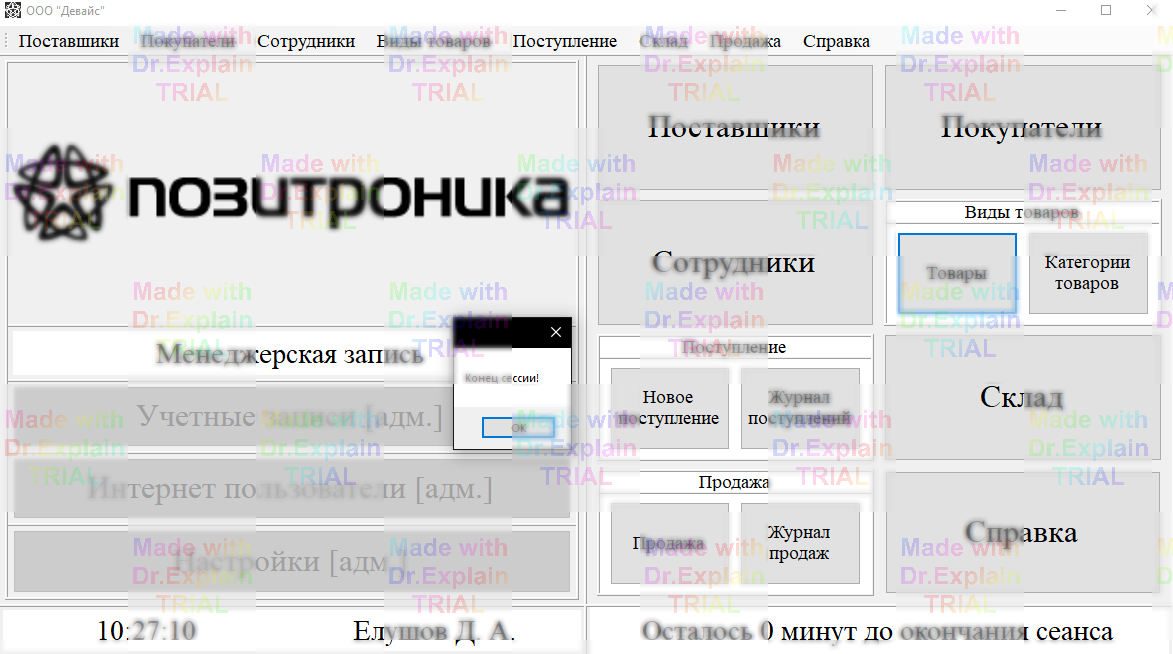 ООО "Девайс"
Поставщики Покупатели Сотрудники Виды товаров Поступление Склад Продажа Справка
ПОЗИТРОНИКА
Менеджерская запись
Учетные записи [адм.]
Интернет пользователи [адм.]
Настройки [адм.]
Конец сессии!
ОК
Поставщики
Покупатели
Сотрудники
Виды товаров
Товары
Категории
товаров
Поступление
Новое
поступление
Журнал
поступлений
Склад
Продажа
Продажа
Журнал
продаж
Справка
10:27:10 Елушов Д. А. Осталось 0 минут до окончания сеанса
Made with
Dr.Explain
TRIAL